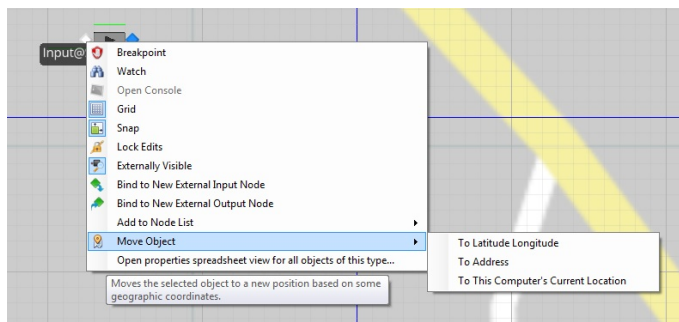 Input@
Breakpoint
Watch
Open Console
Grid
Snap
Lock Edits
Externally Visible
Bind to New External Input Node
Bind to New External Output Node
Add to Node List
Move Object
Open properties spreadsheet view for all objects of this type...
To Latitude Longitude
To Address
To This Computer's Current Location
Moves the selected object to a new position based on some
geographic coordinates.